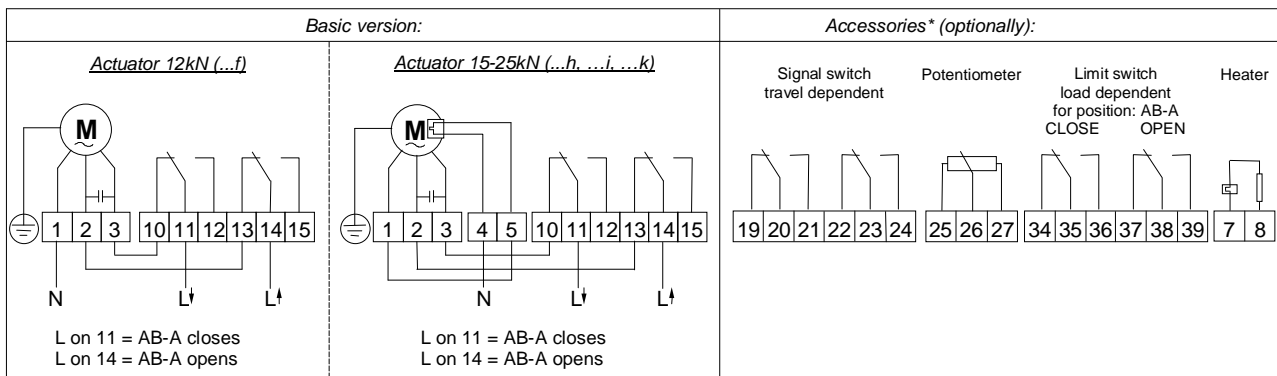 Basic version:
Accessories* (optionally):
Actuator 12kN (...f)
Actuator 15-25kN (...h, ...i, ...k)
Signal switch
travel dependent
Potentiometer
Limit switch
load dependent
for position: AB-A
CLOSE OPEN
Heater
M
~
M
~
1 2 3 10 11 12 13 14 15
1 2 3 4 5 10 11 12 13 14 15
19 20 21 22 23 24
25 26 27
34 35 36 37 38 39
7 8
N L L
N L L
L on 11 = AB-A closes
L on 14 = AB-A opens
L on 11 = AB-A closes
L on 14 = AB-A opens